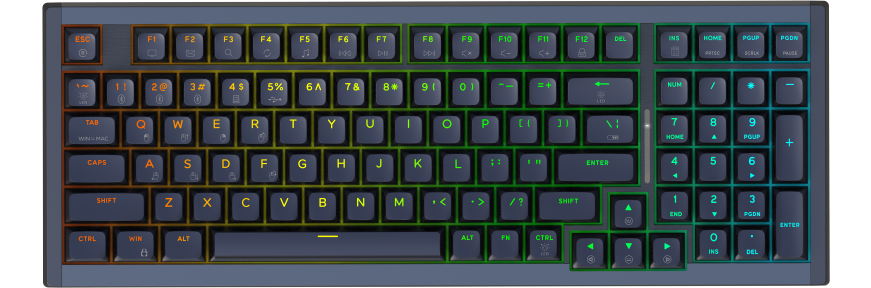 ESC F1 F2 F3 F4 F5 F6 F7 F8 F9 F10 F11 F12 DEL INS HOME PGUP PGDN
PRTSC SCRLK PAUSE
` ~ 1 ! 2 @ 3 # 4 $ 5 % 6 ^ 7 & 8 * 9 ( 0 ) - _ = + ← NUM / * -
TAB Q W E R T Y U I O P [ { ] } \ | 7 8 9 +
WIN-MAC HOME ▲ PGUP
CAPS A S D F G H J K L ; : ' " ENTER 4 5 6
◀ ▶
SHIFT Z X C V B N M , < . > / ? SHIFT ▲ 1 2 3 ENTER
END ▼ PGDN
CTRL WIN ALT ALT FN CTRL ◀ ▼ ▶ 0 .
INS DEL